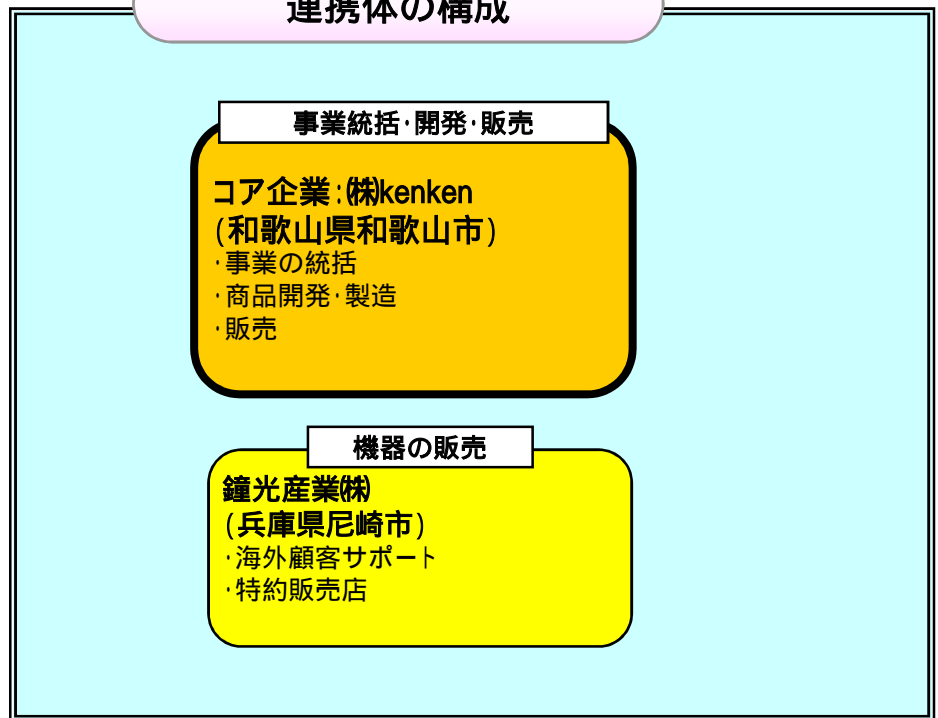 連携体の構成
事業統括・開発・販売
コア企業:㈱kenken
(和歌山県和歌山市)
・事業の統括
・商品開発・製造
・販売
機器の販売
鐘光産業㈱
(兵庫県尼崎市)
・海外顧客サポート
・特約販売店